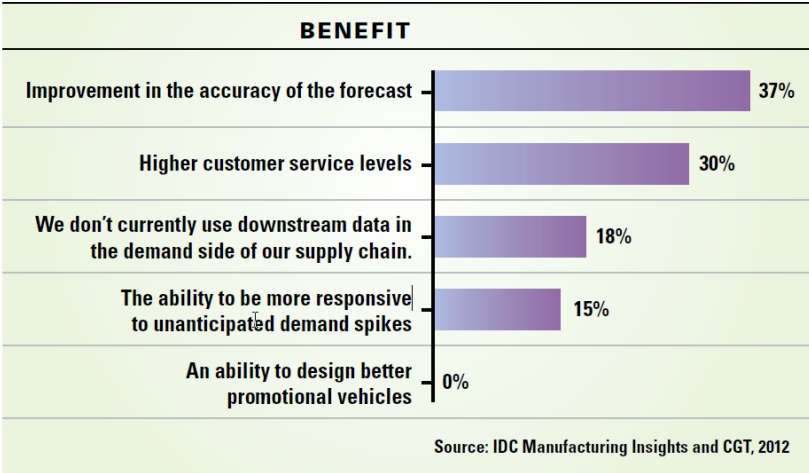 BENEFIT
Improvement in the accuracy of the forecast
37%
Higher customer service levels
30%
We don’t currently use downstream data in
the demand side of our supply chain.
18%
The ability to be more responsive
to unanticipated demand spikes
15%
An ability to design better
promotional vehicles
0%
Source: IDC Manufacturing Insights and CGT, 2012